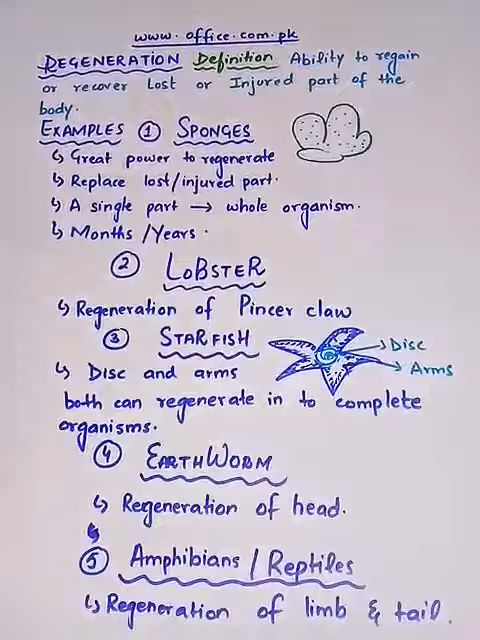 www.office.com.pk
REGENERATION Definition Ability to regain
or recover Lost or Injured part of the
body.
EXAMPLES ① SPONGES
↳ Great power to regenerate
↳ Replace lost/injured part.
↳ A single part → whole organism.
↳ Months/Years.
② LOBSTER
↳ Regeneration of Pincer claw
③ STARFISH
→ Disc
→ Arms
↳ Disc and arms
both can regenerate in to complete
organisms.
④ EARTHWORM
↳ Regeneration of head.
⑤ Amphibians / Reptiles
↳ Regeneration of limb & tail.